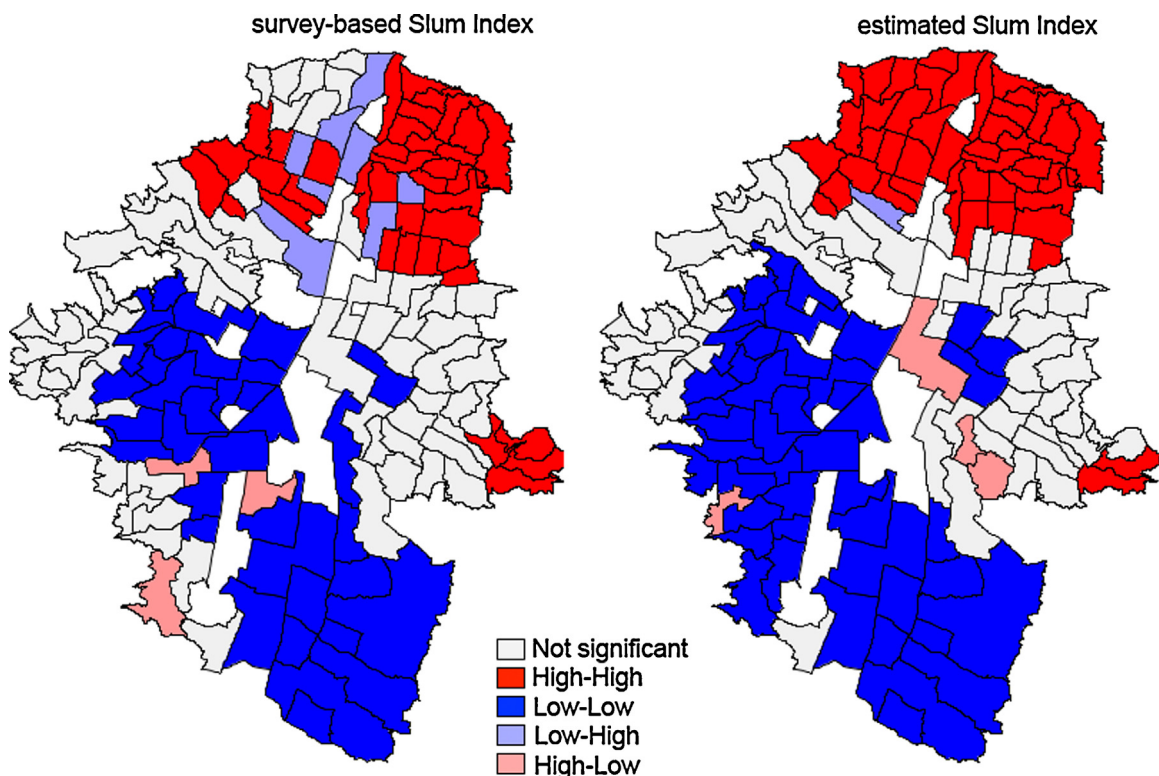 survey-based Slum Index
estimated Slum Index
Not significant
High-High
Low-Low
Low-High
High-Low